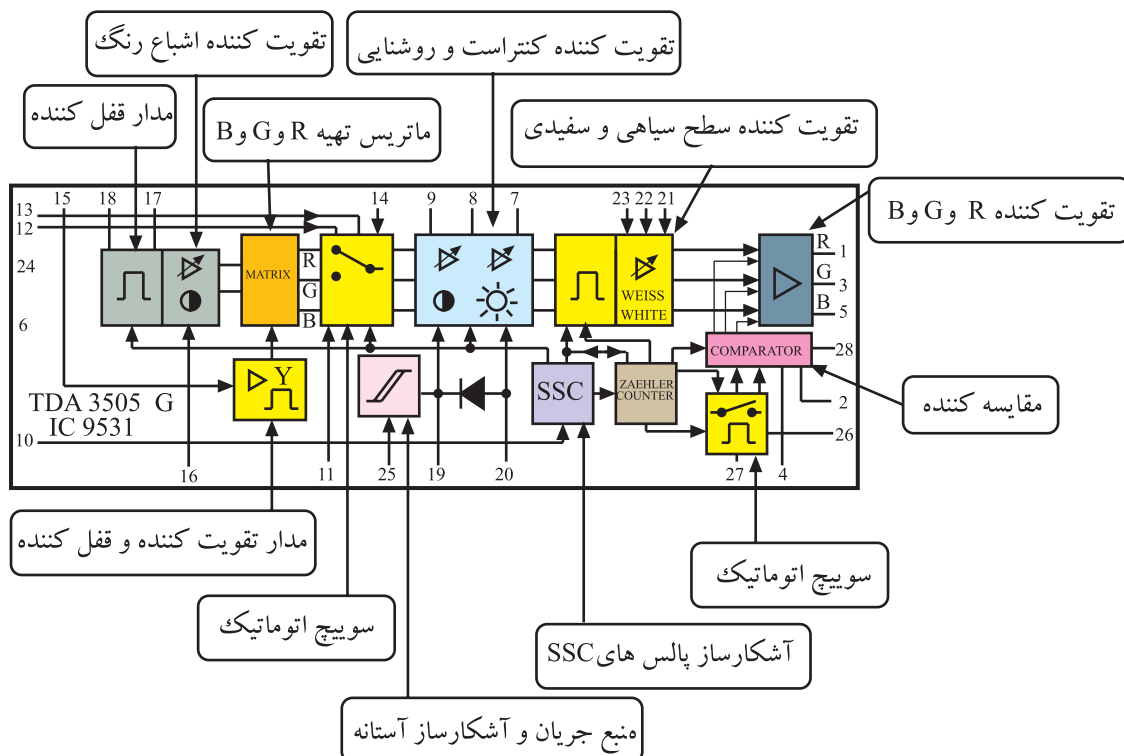 تقویت کننده اشباع رنگ
تقویت کننده کنتراست و روشنایی
مدار قفل کننده
ماتریس تهیه R و G و B
تقویت کننده سطح سیاهی و سفیدی
تقویت کننده R و G و B
15 18 17 14 9 8 7 23 22 21
13
12
24
6
MATRIX
R
G
B
WEISS
WHITE
R
1
G
3
B
5
Y
SSC
ZAEHLER
COUNTER
COMPARATOR
28
2
مقایسه کننده
TDA 3505 G
IC 9531
10
26
16 11 25 19 20 27 4
مدار تقویت کننده و قفل کننده
سوییچ اتوماتیک
سوییچ اتوماتیک
آشکارساز پالس های SSC
منبع جریان و آشکارساز آستانه